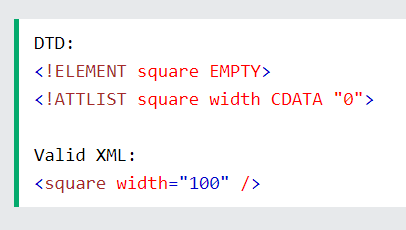 DTD:
<!ELEMENT square EMPTY>
<!ATTLIST square width CDATA "0">
Valid XML:
<square width="100" />